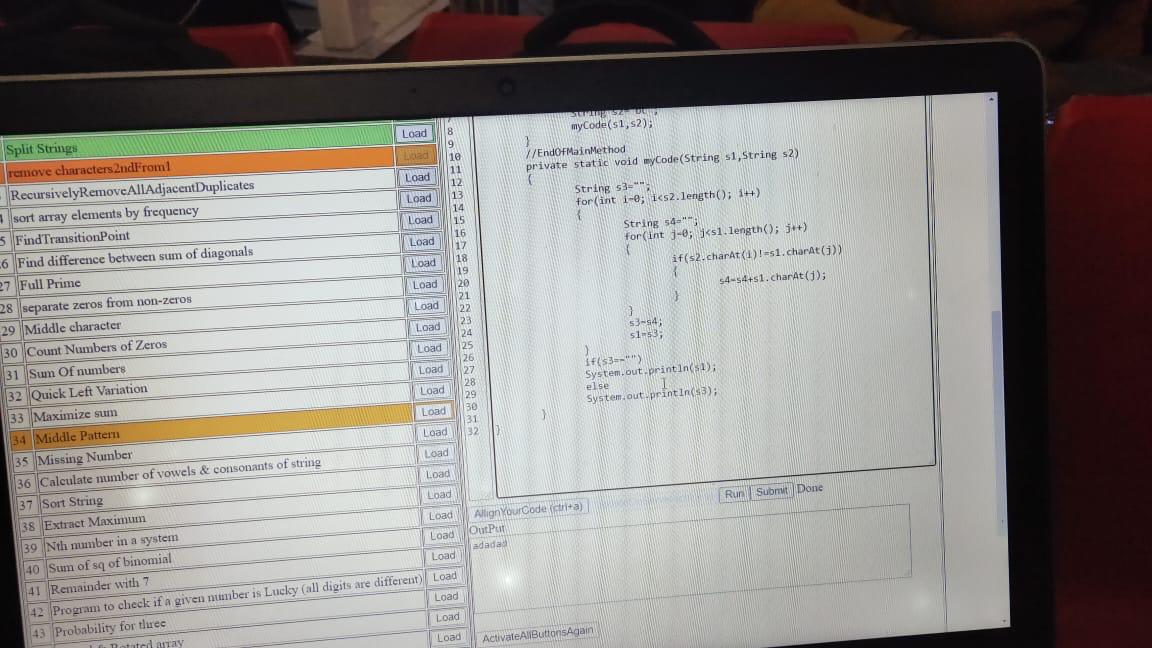 Split Strings Load
remove characters2ndFrom1 Load
RecursivelyRemoveAllAdjacentDuplicates Load
sort array elements by frequency Load
5 FindTransitionPoint Load
6 Find difference between sum of diagonals Load
27 Full Prime Load
28 separate zeros from non-zeros Load
29 Middle character Load
30 Count Numbers of Zeros Load
31 Sum Of numbers Load
32 Quick Left Variation Load
33 Maximize sum Load
34 Middle Pattern Load
35 Missing Number Load
36 Calculate number of vowels & consonants of string Load
37 Sort String Load
38 Extract Maximum Load
39 Nth number in a system Load
40 Sum of sq of binomial Load
41 Remainder with 7 Load
42 Program to check if a given number is Lucky (all digits are different) Load
43 Probability for three Load
Rotated array Load
8
9
10
11
12
13
14
15
16
17
18
19
20
21
22
23
24
25
26
27
28
29
30
31
32
String s2=
myCode(s1,s2);
}
//EndOfMainMethod
private static void myCode(String s1,String s2)
{
String s3="";
for(int i=0; i<s2.length(); i++)
{
String s4="";
for(int j=0; j<s1.length(); j++)
{
if(s2.charAt(i)!=s1.charAt(j))
{
s4=s4+s1.charAt(j);
}
}
s3=s4;
s1=s3;
}
if(s3=="")
System.out.println(s1);
else
System.out.println(s3);
}
}
AllignYourCode (ctrl+a) Run Submit Done
OutPut
adadad
ActivateAllButtonsAgain